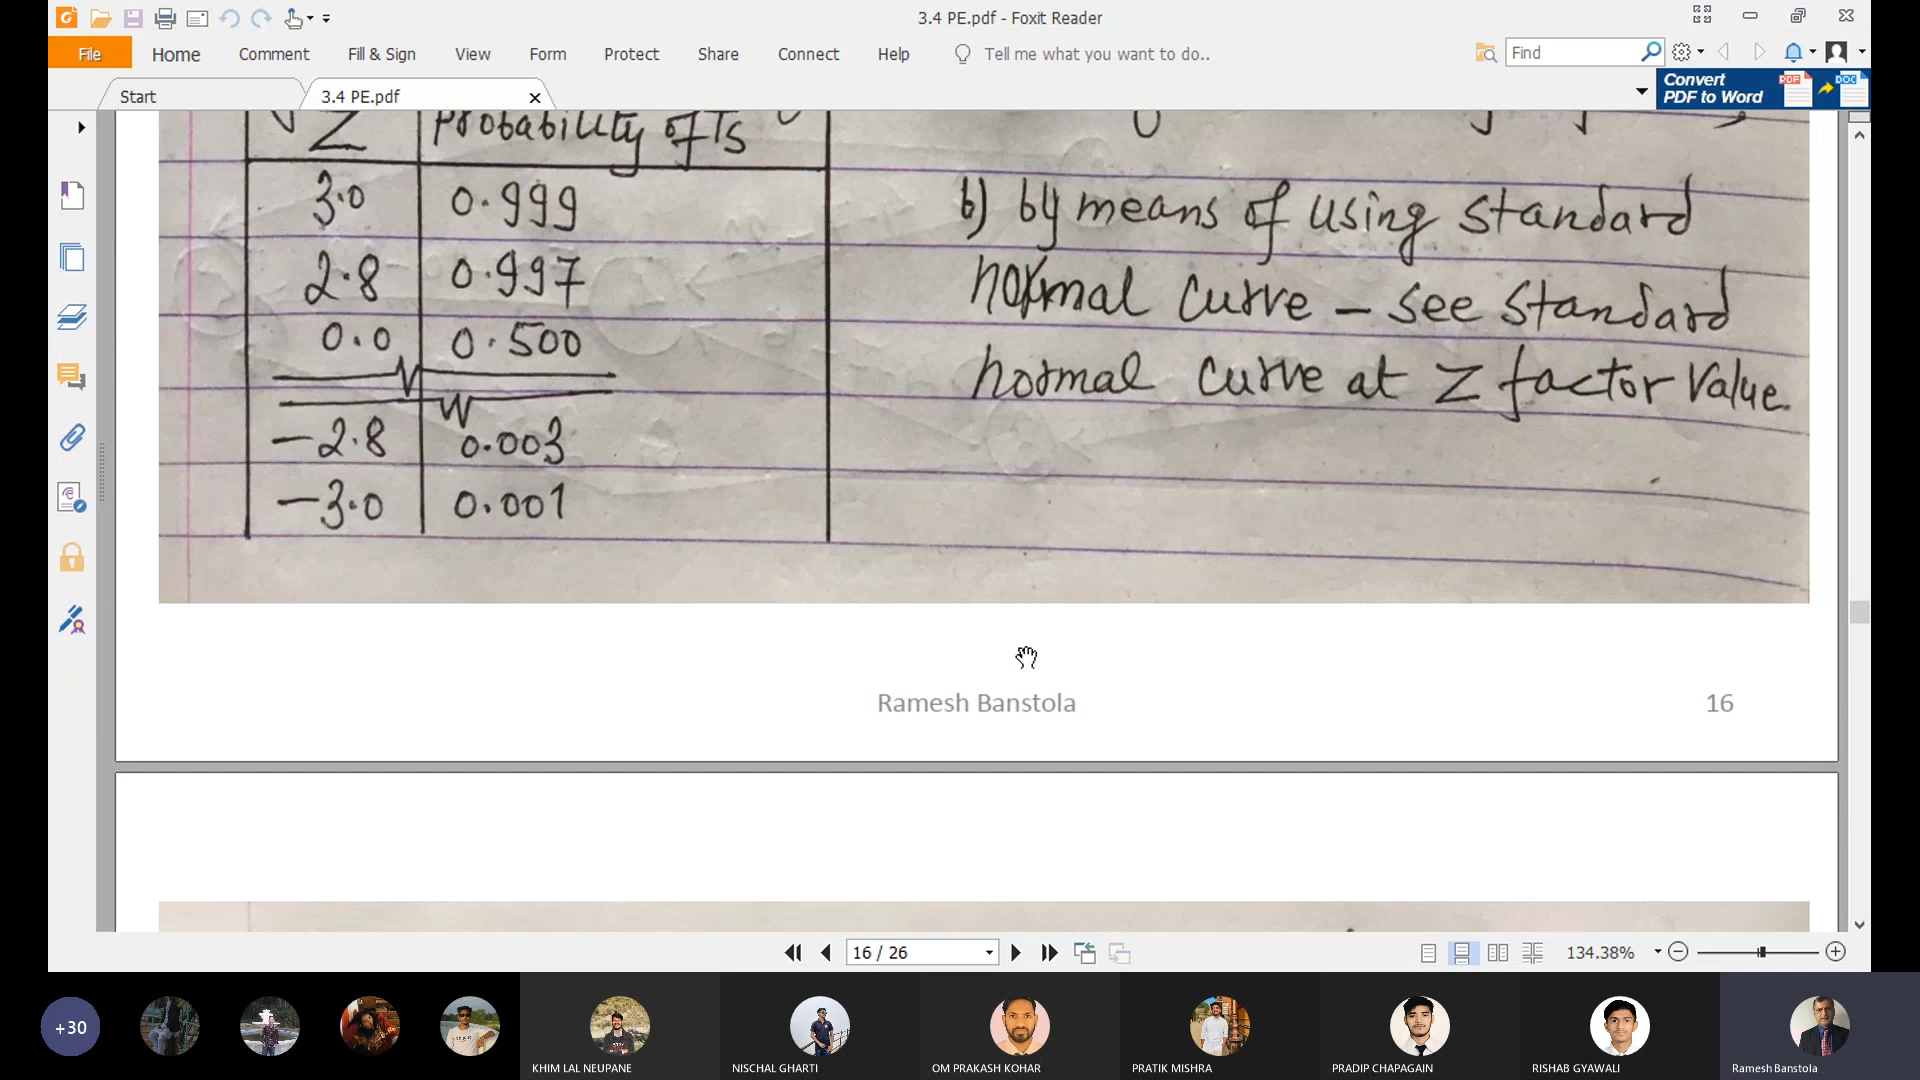 3.4 PE.pdf - Foxit Reader
File Home Comment Fill & Sign View Form Protect Share Connect Help Tell me what you want to do.. Find
Start 3.4 PE.pdf
Convert
PDF to Word
PDF DOC
Z Probability of Ts
3.0 0.999
2.8 0.997
0.0 0.500
-2.8 0.003
-3.0 0.001
b) by means of using standard
normal curve - see standard
normal curve at Z factor value.
Ramesh Banstola 16
16 / 26 134.38%
+30
KHIM LAL NEUPANE NISCHAL GHARTI OM PRAKASH KOHAR PRATIK MISHRA PRADIP CHAPAGAIN RISHAB GYAWALI Ramesh Banstola